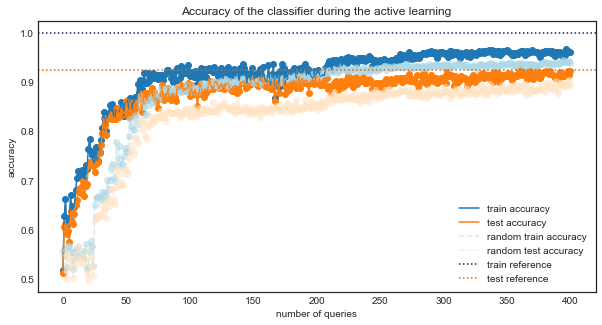 Accuracy of the classifier during the active learning
accuracy
1.0
0.9
0.8
0.7
0.6
0.5
train accuracy
test accuracy
random train accuracy
random test accuracy
train reference
test reference
0 50 100 150 200 250 300 350 400
number of queries